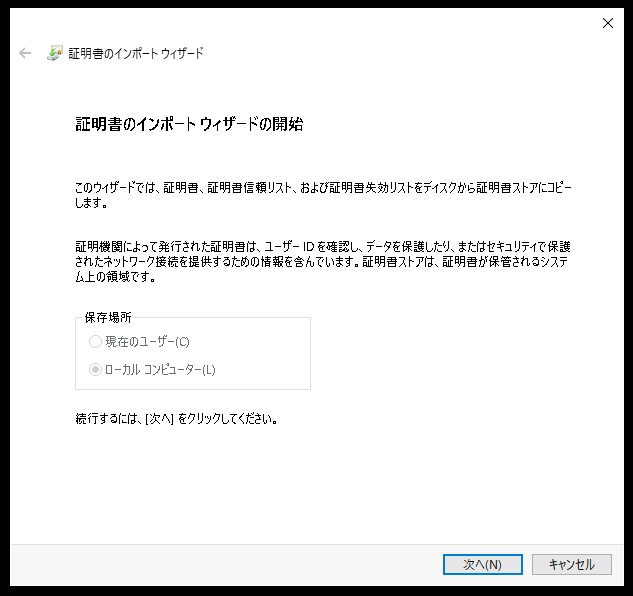 証明書のインポート ウィザード
証明書のインポート ウィザードの開始
このウィザードでは、証明書、証明書信頼リスト、および証明書失効リストをディスクから証明書ストアにコピー
します。
証明機関によって発行された証明書は、ユーザー ID を確認し、データを保護したり、またはセキュリティで保護
されたネットワーク接続を提供するための情報を含んでいます。証明書ストアは、証明書が保管されるシステ
ム上の領域です。
保存場所
現在のユーザー(C)
ローカル コンピューター(L)
続行するには、[次へ] をクリックしてください。
次へ(N)
キャンセル